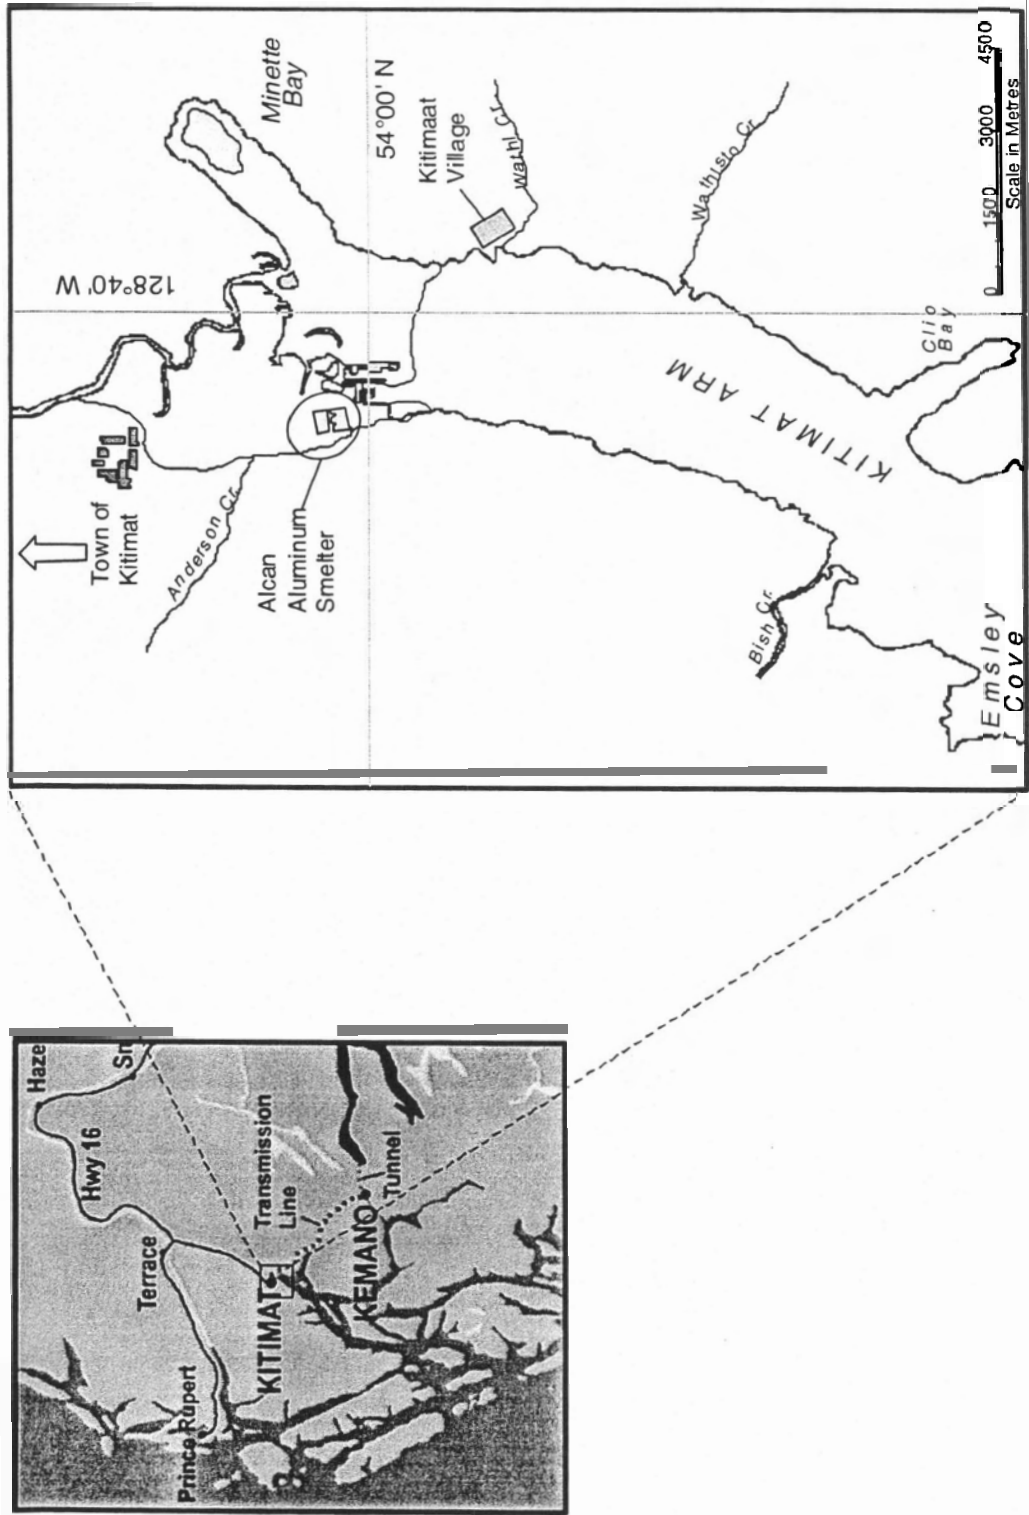 Haze
Sn
Hwy 16
Terrace
Prince Rupert
Transmission
Line
KITIMAT
KEMANO
Tunnel
Minette
Bay
128°40' W
54°00' N
Town of
Kitimat
Anderson Cr.
Alcan
Aluminum
Smelter
Kitimaat
Village
Wathl Cr.
Wathlsto Cr.
KITIMAT ARM
Bish Cr.
Clio
Bay
Emsley
Cove
0 1500 3000 4500
Scale in Metres